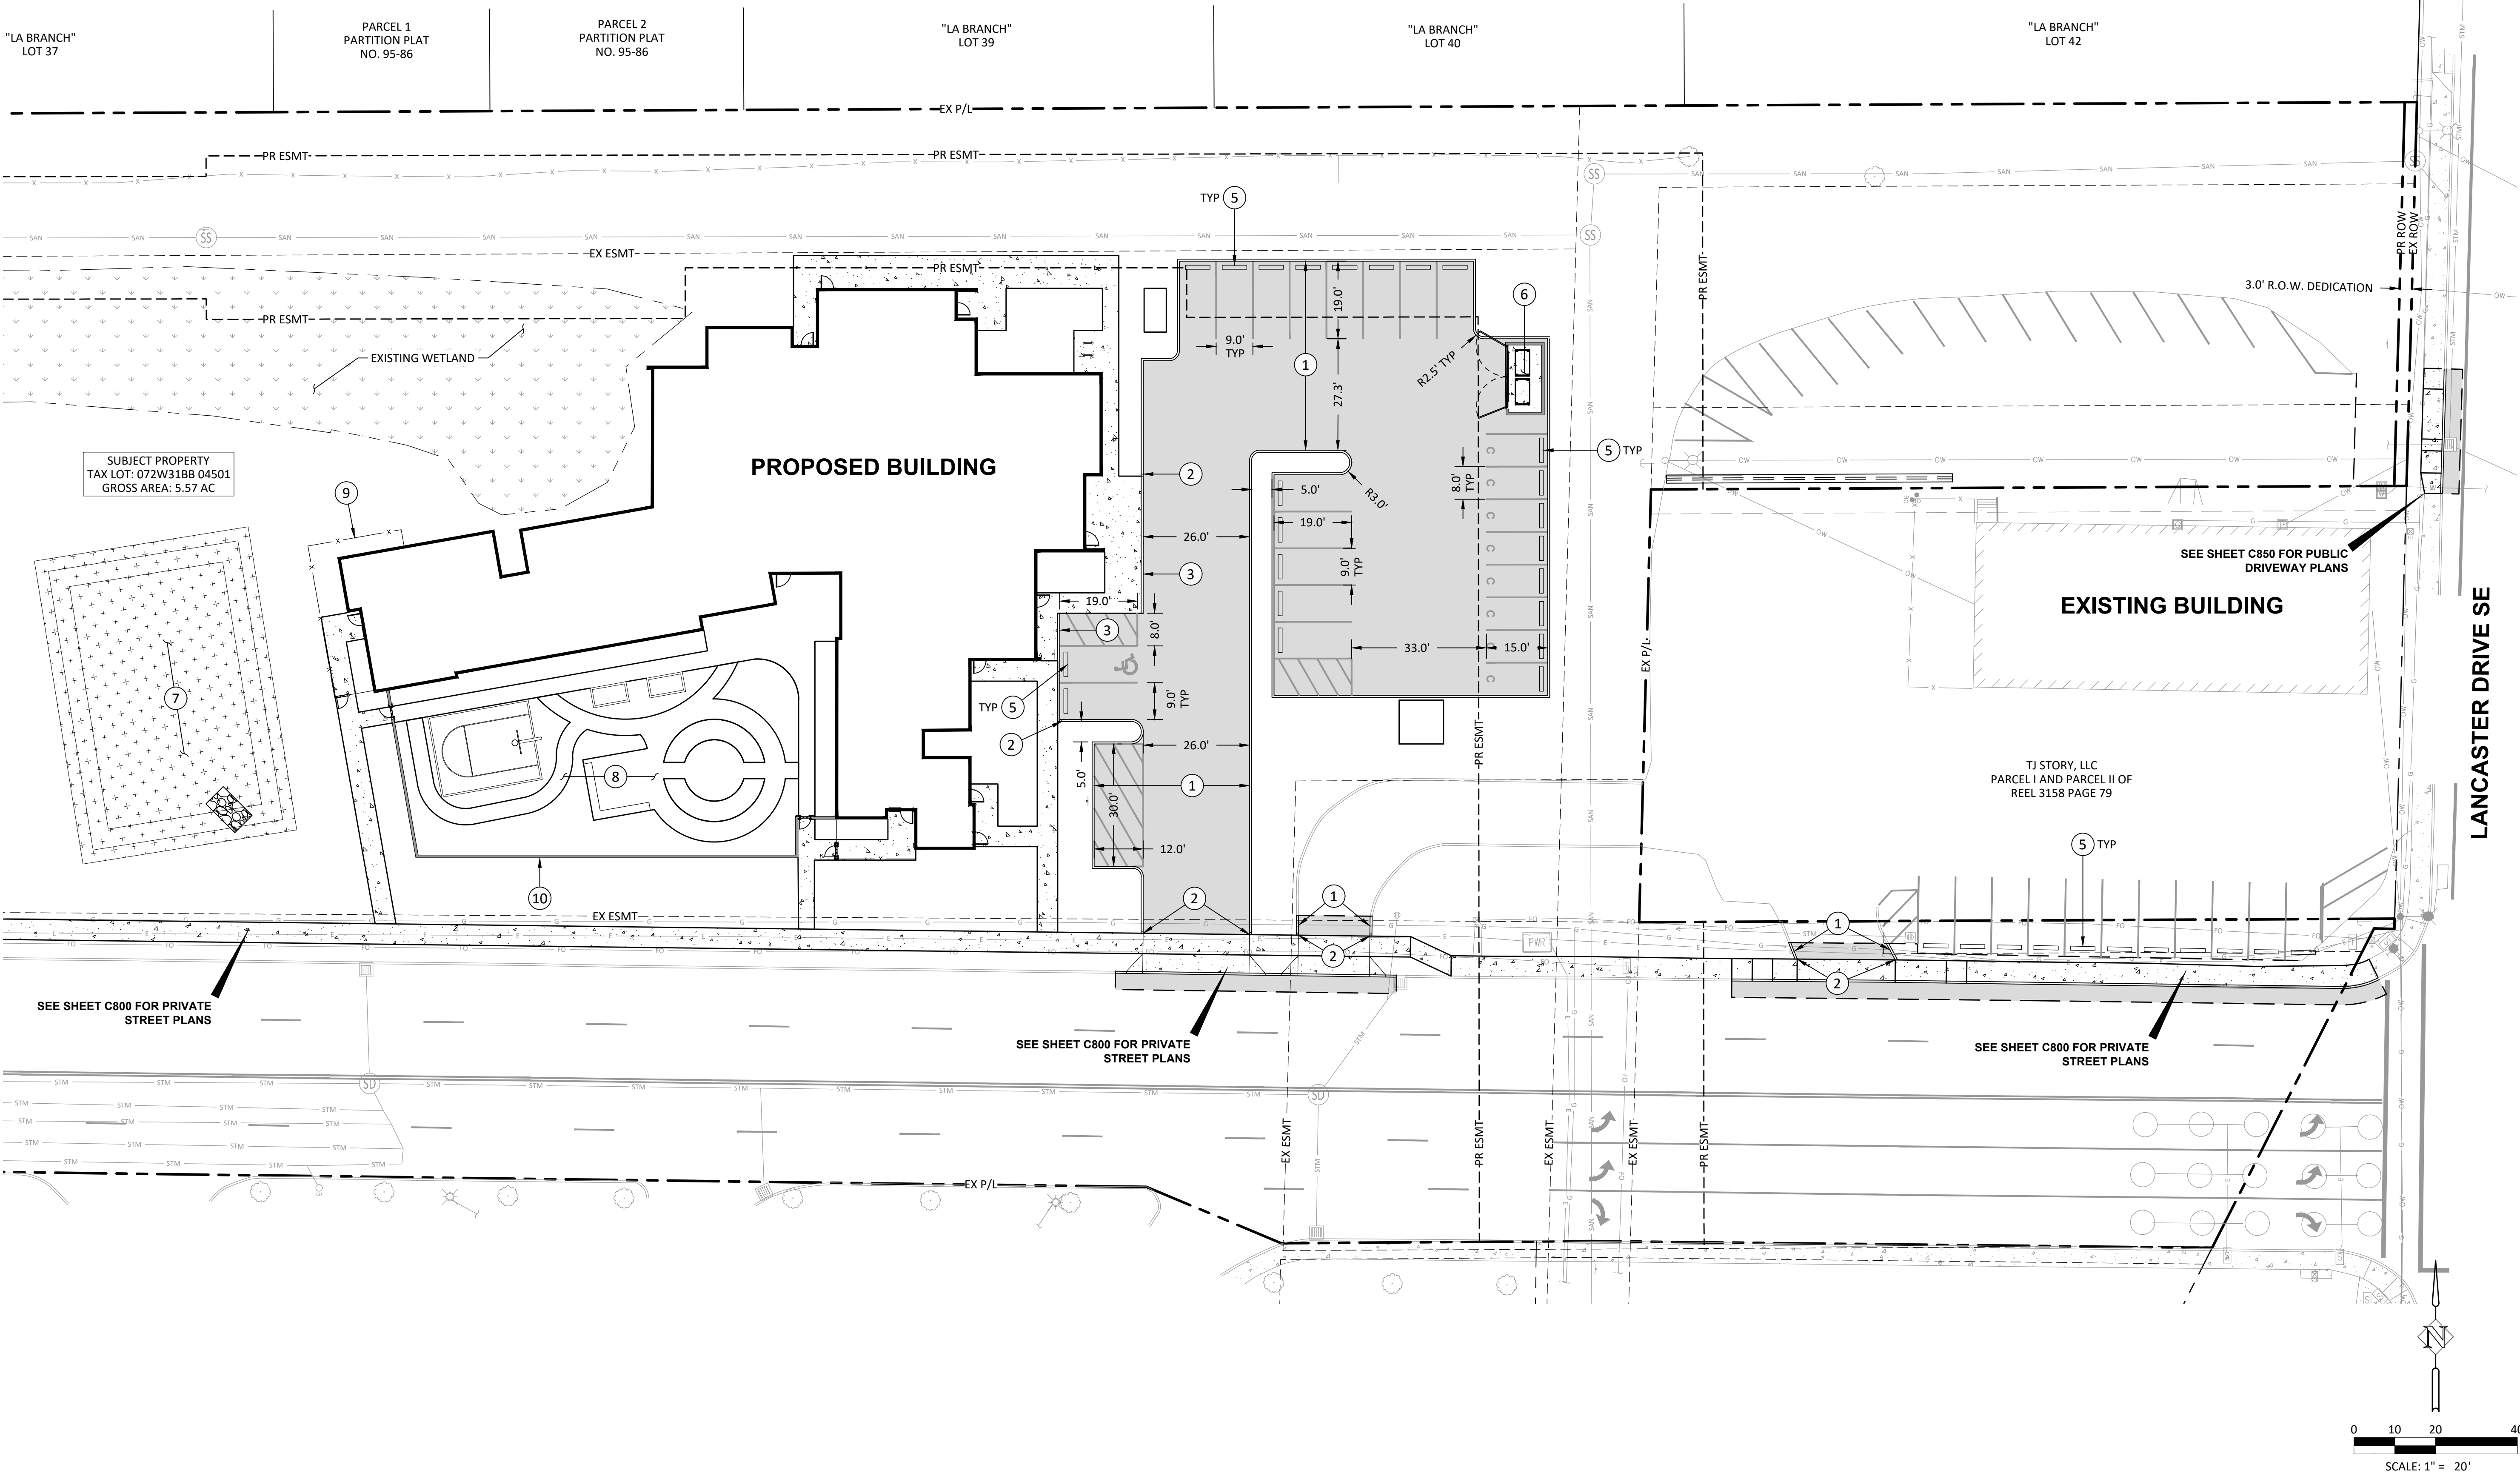 "LA BRANCH"
LOT 37
PARCEL 1
PARTITION PLAT
NO. 95-86
PARCEL 2
PARTITION PLAT
NO. 95-86
"LA BRANCH"
LOT 39
"LA BRANCH"
LOT 40
"LA BRANCH"
LOT 42
EX P/L
PR ESMT
PR ESMT
SS
SS
SS
SAN
EX ESMT
PR ESMT
PR ESMT
TYP 5
6
PR ESMT
PR ROW
EX ROW
3.0' R.O.W. DEDICATION
EXISTING WETLAND
19.0'
9.0'
TYP
1
27.3'
R2.5' TYP
SUBJECT PROPERTY
TAX LOT: 072W31BB 04501
GROSS AREA: 5.57 AC
PROPOSED BUILDING
9
2
5 TYP
5.0'
R3.0'
8.0'
TYP
19.0'
26.0'
3
9.0'
TYP
C
C
C
C
C
C
C
C
SEE SHEET C850 FOR PUBLIC
DRIVEWAY PLANS
EXISTING BUILDING
LANCASTER DRIVE SE
19.0'
3
8.0'
33.0'
15.0'
EX P/L
7
TYP 5
9.0'
TYP
2
26.0'
PR ESMT
8
5.0'
1
30.0'
12.0'
TJ STORY, LLC
PARCEL I AND PARCEL II OF
REEL 3158 PAGE 79
5 TYP
10
2
1
1
EX ESMT
2
2
PWR
SEE SHEET C800 FOR PRIVATE
STREET PLANS
SEE SHEET C800 FOR PRIVATE
STREET PLANS
SEE SHEET C800 FOR PRIVATE
STREET PLANS
STM
SD
SD
EX ESMT
PR ESMT
EX ESMT
EX ESMT
PR ESMT
EX P/L
N
0 10 20 40
SCALE: 1" = 20'